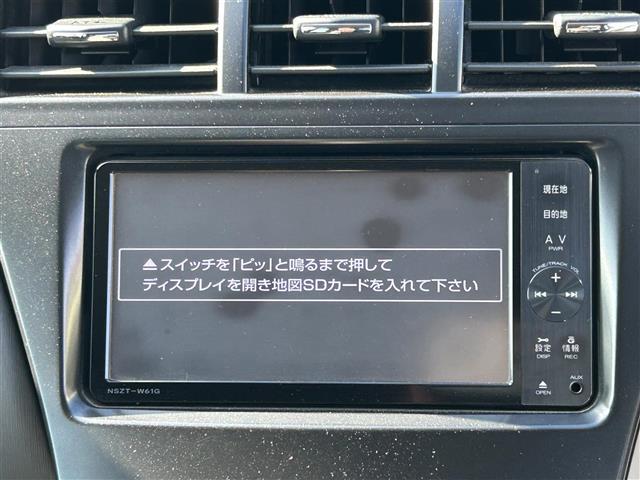 ⏏スイッチを「ピッ」と鳴るまで押して
ディスプレイを開き地図SDカードを入れて下さい
現在地
目的地
AV
PWR
TUNE/TRACK VOL
+
−
設定 情報
DISP REC
OPEN AUX
NSZT-W61G